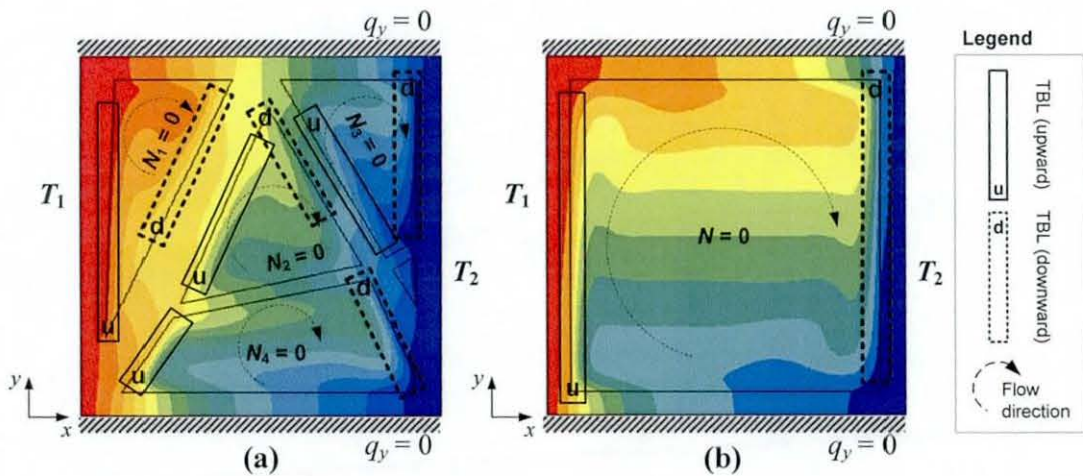 q_y = 0
q_y = 0
T_1
T_1
T_2
T_2
u
d
N_1 = 0
d
u
N_3 = 0
d
u
d
N_2 = 0
u
d
N_4 = 0
u
d
N = 0
u
y
x
y
x
q_y = 0
q_y = 0
(a)
(b)
Legend
u
TBL (upward)
d
TBL (downward)
Flow
direction